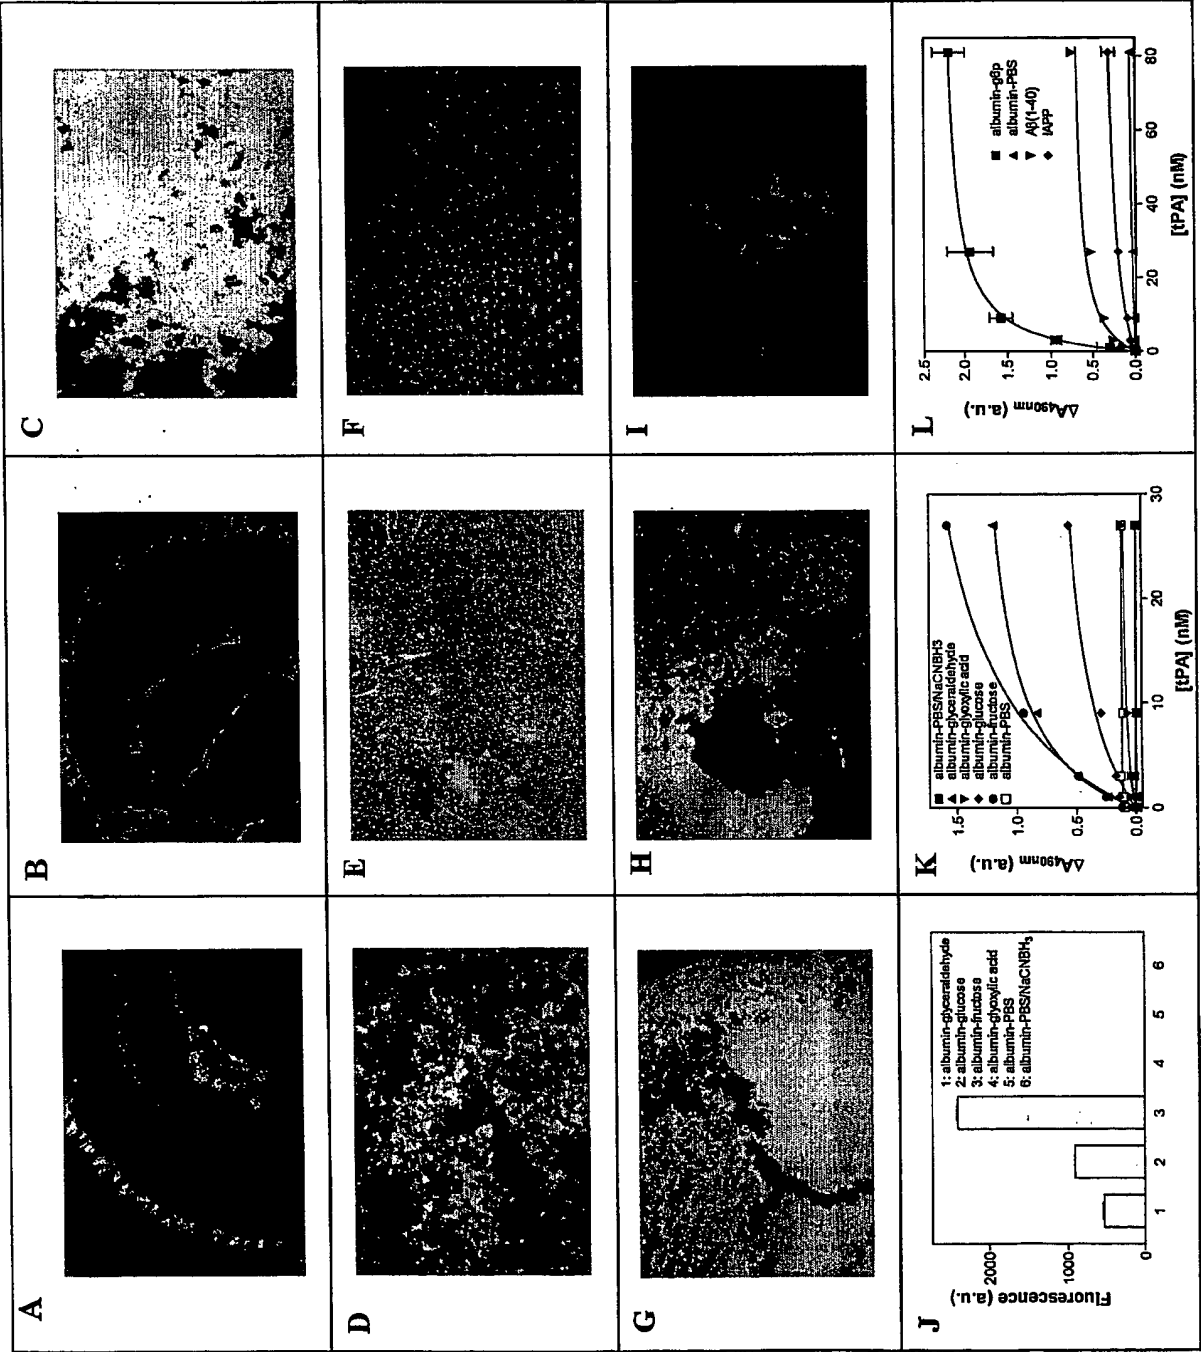 A
B
C
D
E
F
G
H
I
J
Fluorescence (a.u.)
2000
1000
0
1: albumin-glyceraldehyde
2: albumin-glucose
3: albumin-fructose
4: albumin-glyoxylic acid
5: albumin-PBS
6: albumin-PBS/NaCNBH3
1 2 3 4 5 6
K
ΔA490nm (a.u.)
1.5
1.0
0.5
0.0
albumin-PBS/NaCNBH3
albumin-glyceraldehyde
albumin-glyoxylic acid
albumin-glucose
albumin-fructose
albumin-PBS
0 10 20 30
[tPA] (nM)
L
ΔA490nm (a.u.)
2.5
2.0
1.5
1.0
0.5
0.0
albumin-g6p
albumin-PBS
Aβ(1-40)
IAPP
0 20 40 60 80
[tPA] (nM)